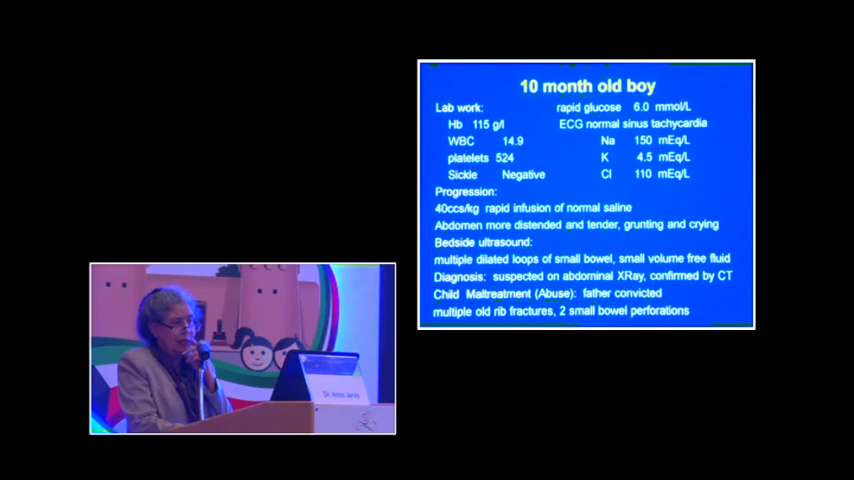 10 month old boy
Lab work: rapid glucose 6.0 mmol/L
Hb 115 g/l ECG normal sinus tachycardia
WBC 14.9 Na 150 mEq/L
platelets 524 K 4.5 mEq/L
Sickle Negative Cl 110 mEq/L
Progression:
40ccs/kg rapid infusion of normal saline
Abdomen more distended and tender, grunting and crying
Bedside ultrasound:
multiple dilated loops of small bowel, small volume free fluid
Diagnosis: suspected on abdominal XRay, confirmed by CT
Child Maltreatment (Abuse): father convicted
multiple old rib fractures, 2 small bowel perforations
Dr. Anna Jarvis